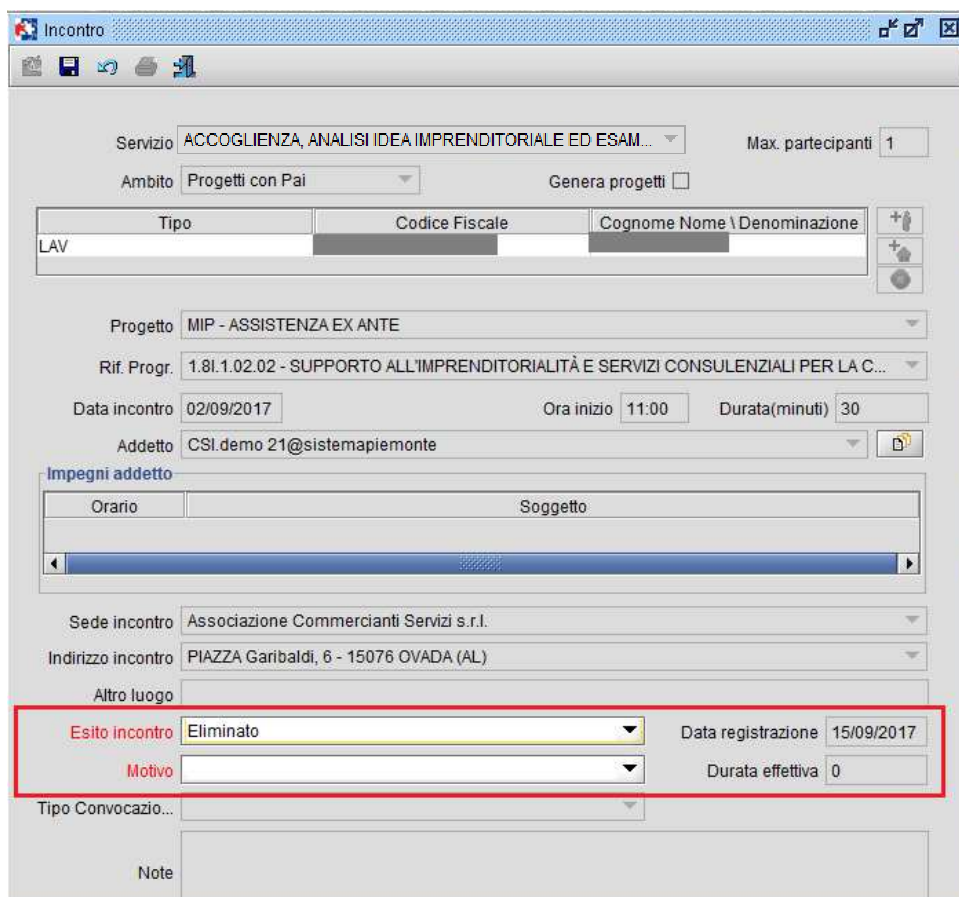 Incontro
Servizio ACCOGLIENZA, ANALISI IDEA IMPRENDITORIALE ED ESAM... Max. partecipanti 1
Ambito Progetti con Pai Genera progetti
Tipo Codice Fiscale Cognome Nome \ Denominazione
LAV
Progetto MIP - ASSISTENZA EX ANTE
Rif. Progr. 1.8I.1.02.02 - SUPPORTO ALL'IMPRENDITORIALITÀ E SERVIZI CONSULENZIALI PER LA C...
Data incontro 02/09/2017 Ora inizio 11:00 Durata(minuti) 30
Addetto CSI.demo 21@sistemapiemonte
Impegni addetto
Orario Soggetto
Sede incontro Associazione Commercianti Servizi s.r.l.
Indirizzo incontro PIAZZA Garibaldi, 6 - 15076 OVADA (AL)
Altro luogo
Esito incontro Eliminato Data registrazione 15/09/2017
Motivo Durata effettiva 0
Tipo Convocazio...
Note